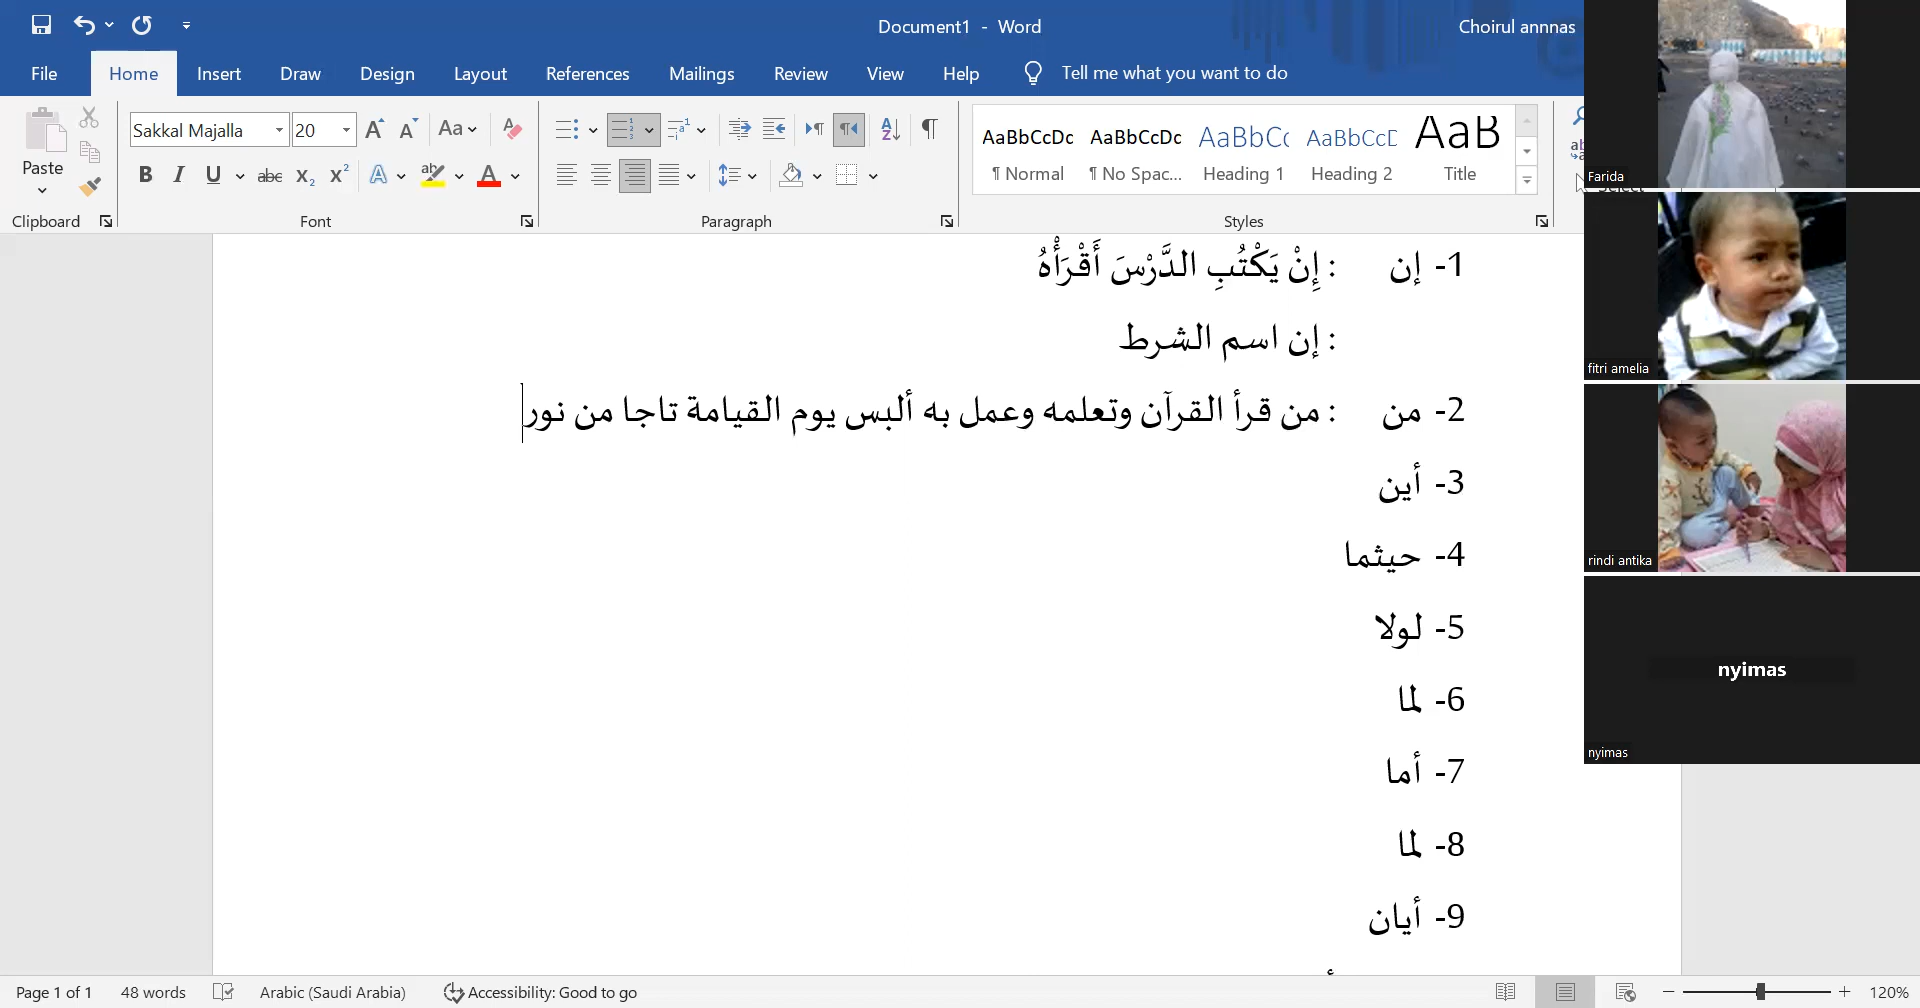 Document1 - Word
Choirul annnas
File Home Insert Draw Design Layout References Mailings Review View Help Tell me what you want to do
Paste
Clipboard
Sakkal Majalla 20
Font
Paragraph
AaBbCcDc AaBbCcDc AaBbCc AaBbCcD AaB
¶ Normal ¶ No Spac... Heading 1 Heading 2 Title
Styles
Select
1- إن : إِنْ يَكْتُبِ الدَّرْسَ أَقْرَأْهُ
: إن اسم الشرط
2- من : من قرأ القرآن وتعلمه وعمل به ألبس يوم القيامة تاجا من نور
3- أين
4- حيثما
5- لولا
6- لما
7- أما
8- لما
9- أيان
Farida
fitri amelia
rindi antika
nyimas
nyimas
Page 1 of 1 48 words Arabic (Saudi Arabia) Accessibility: Good to go 120%